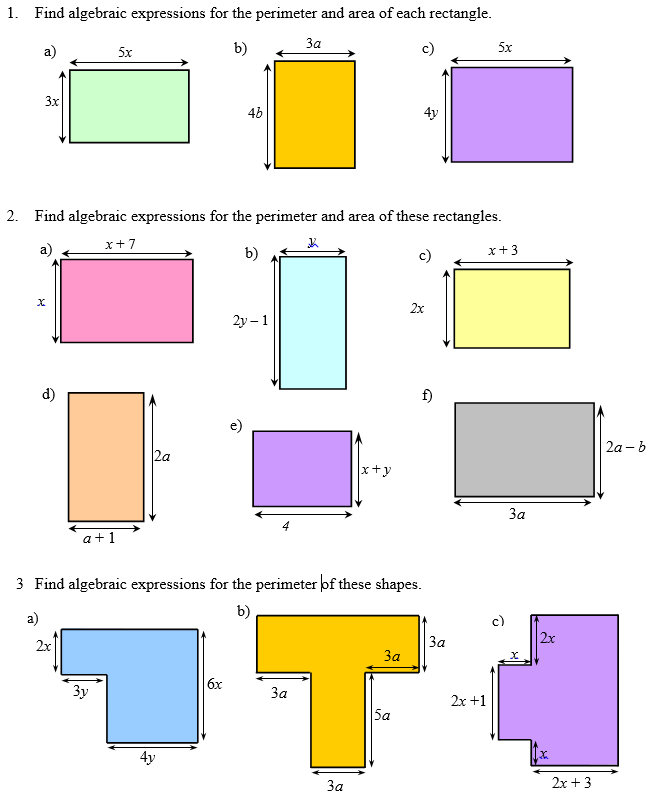 1. Find algebraic expressions for the perimeter and area of each rectangle.
a) 5x 3x
b) 3a 4b
c) 5x 4y
2. Find algebraic expressions for the perimeter and area of these rectangles.
a) x + 7 x
b) y 2y – 1
c) x + 3 2x
d) 2a a + 1
e) x + y 4
f) 2a – b 3a
3 Find algebraic expressions for the perimeter of these shapes.
a) 2x 3y 6x 4y
b) 3a 3a 3a 5a 3a
c) 2x x 2x +1 x 2x + 3